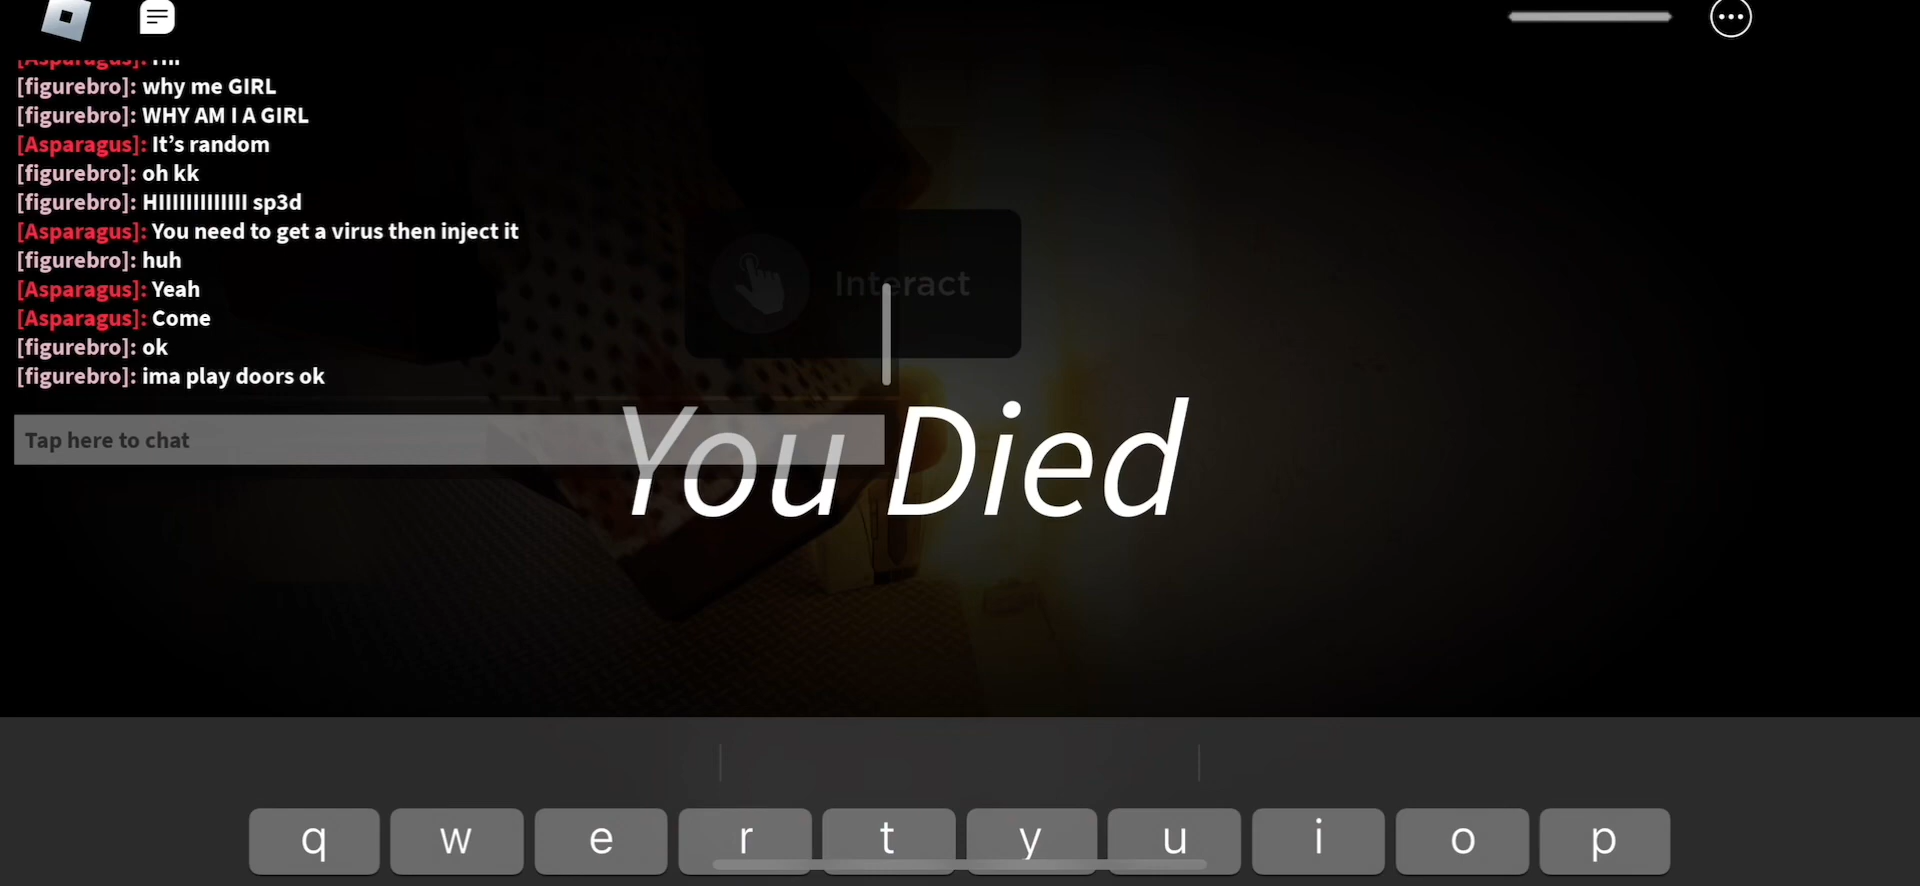 [Asparagus]:
[figurebro]: why me GIRL
[figurebro]: WHY AM I A GIRL
[Asparagus]: It’s random
[figurebro]: oh kk
[figurebro]: HIIIIIIIIIIIII sp3d
[Asparagus]: You need to get a virus then inject it
[figurebro]: huh
[Asparagus]: Yeah
[Asparagus]: Come
[figurebro]: ok
[figurebro]: ima play doors ok
Tap here to chat
Interact
You Died
q w e r t y u i o p